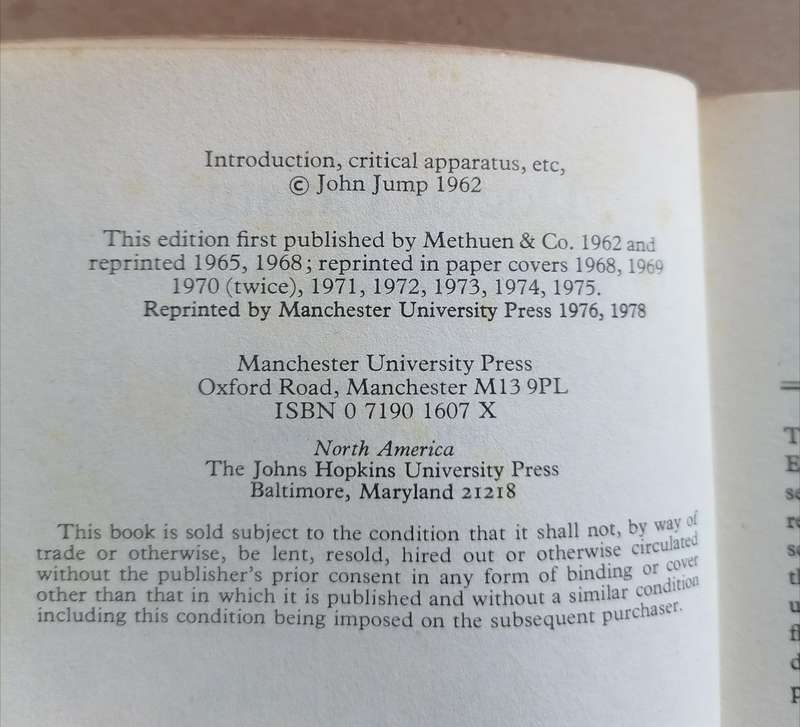 Introduction, critical apparatus, etc,
© John Jump 1962
This edition first published by Methuen & Co. 1962 and
reprinted 1965, 1968; reprinted in paper covers 1968, 1969
1970 (twice), 1971, 1972, 1973, 1974, 1975.
Reprinted by Manchester University Press 1976, 1978
Manchester University Press
Oxford Road, Manchester M13 9PL
ISBN 0 7190 1607 X
North America
The Johns Hopkins University Press
Baltimore, Maryland 21218
This book is sold subject to the condition that it shall not, by way of
trade or otherwise, be lent, resold, hired out or otherwise circulated
without the publisher's prior consent in any form of binding or cover
other than that in which it is published and without a similar condition
including this condition being imposed on the subsequent purchaser.